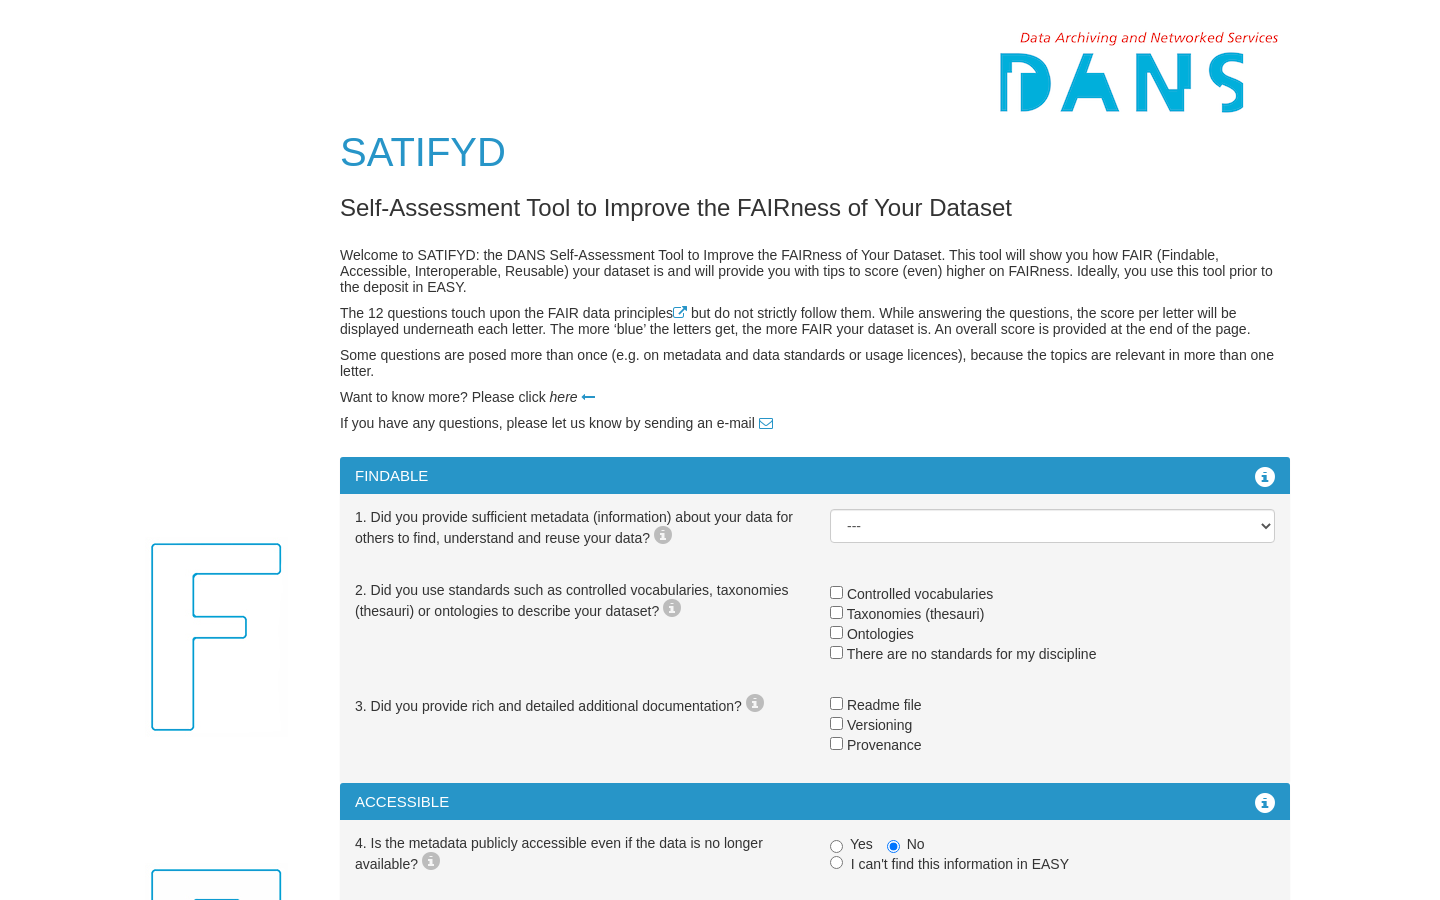 Data Archiving and Networked Services
DANS
SATIFYD
Self-Assessment Tool to Improve the FAIRness of Your Dataset
Welcome to SATIFYD: the DANS Self-Assessment Tool to Improve the FAIRness of Your Dataset. This tool will show you how FAIR (Findable,
Accessible, Interoperable, Reusable) your dataset is and will provide you with tips to score (even) higher on FAIRness. Ideally, you use this tool prior to
the deposit in EASY.
The 12 questions touch upon the FAIR data principles but do not strictly follow them. While answering the questions, the score per letter will be
displayed underneath each letter. The more ‘blue’ the letters get, the more FAIR your dataset is. An overall score is provided at the end of the page.
Some questions are posed more than once (e.g. on metadata and data standards or usage licences), because the topics are relevant in more than one
letter.
Want to know more? Please click here
If you have any questions, please let us know by sending an e-mail
FINDABLE
F
1. Did you provide sufficient metadata (information) about your data for
others to find, understand and reuse your data?
---
2. Did you use standards such as controlled vocabularies, taxonomies
(thesauri) or ontologies to describe your dataset?
Controlled vocabularies
Taxonomies (thesauri)
Ontologies
There are no standards for my discipline
3. Did you provide rich and detailed additional documentation?
Readme file
Versioning
Provenance
ACCESSIBLE
4. Is the metadata publicly accessible even if the data is no longer
available?
Yes No
I can't find this information in EASY